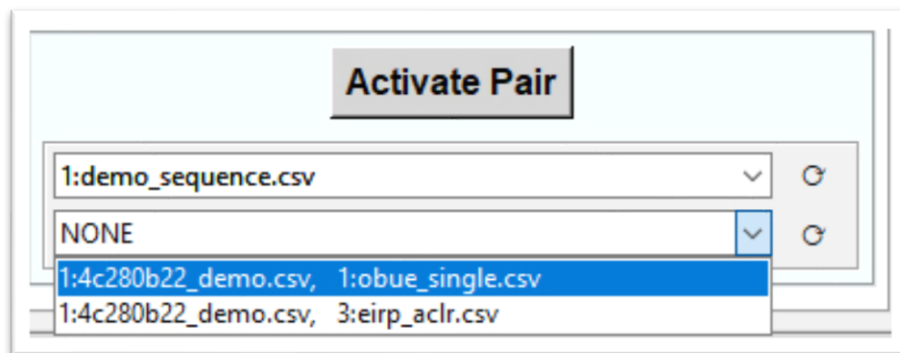 Activate Pair
1:demo_sequence.csv
NONE
1:4c280b22_demo.csv,   1:obue_single.csv
1:4c280b22_demo.csv,   3:eirp_aclr.csv